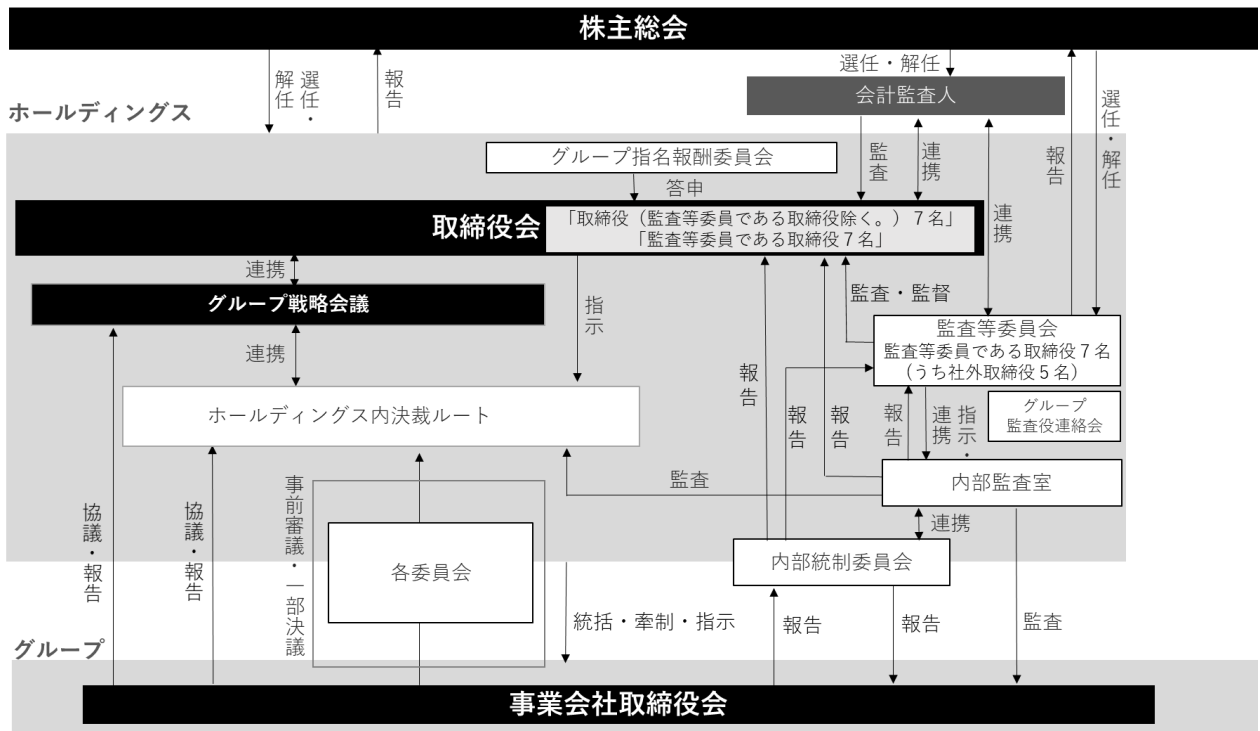 株主総会
選任・
解任
報告
選任・解任
会計監査人
ホールディングス
監査
連携
連携
報告
選任・解任
グループ指名報酬委員会
答申
取締役会
「取締役(監査等委員である取締役除く。)7名」
「監査等委員である取締役7名」
連携
グループ戦略会議
指示
監査・監督
連携
監査等委員会
監査等委員である取締役7名
(うち社外取締役5名)
報告
報告
報告
報告
指示・
連携
グループ
監査役連絡会
ホールディングス内決裁ルート
監査
内部監査室
連携
協議・報告
協議・報告
事前審議・一部決議
各委員会
内部統制委員会
統括・牽制・指示
報告
報告
監査
グループ
事業会社取締役会